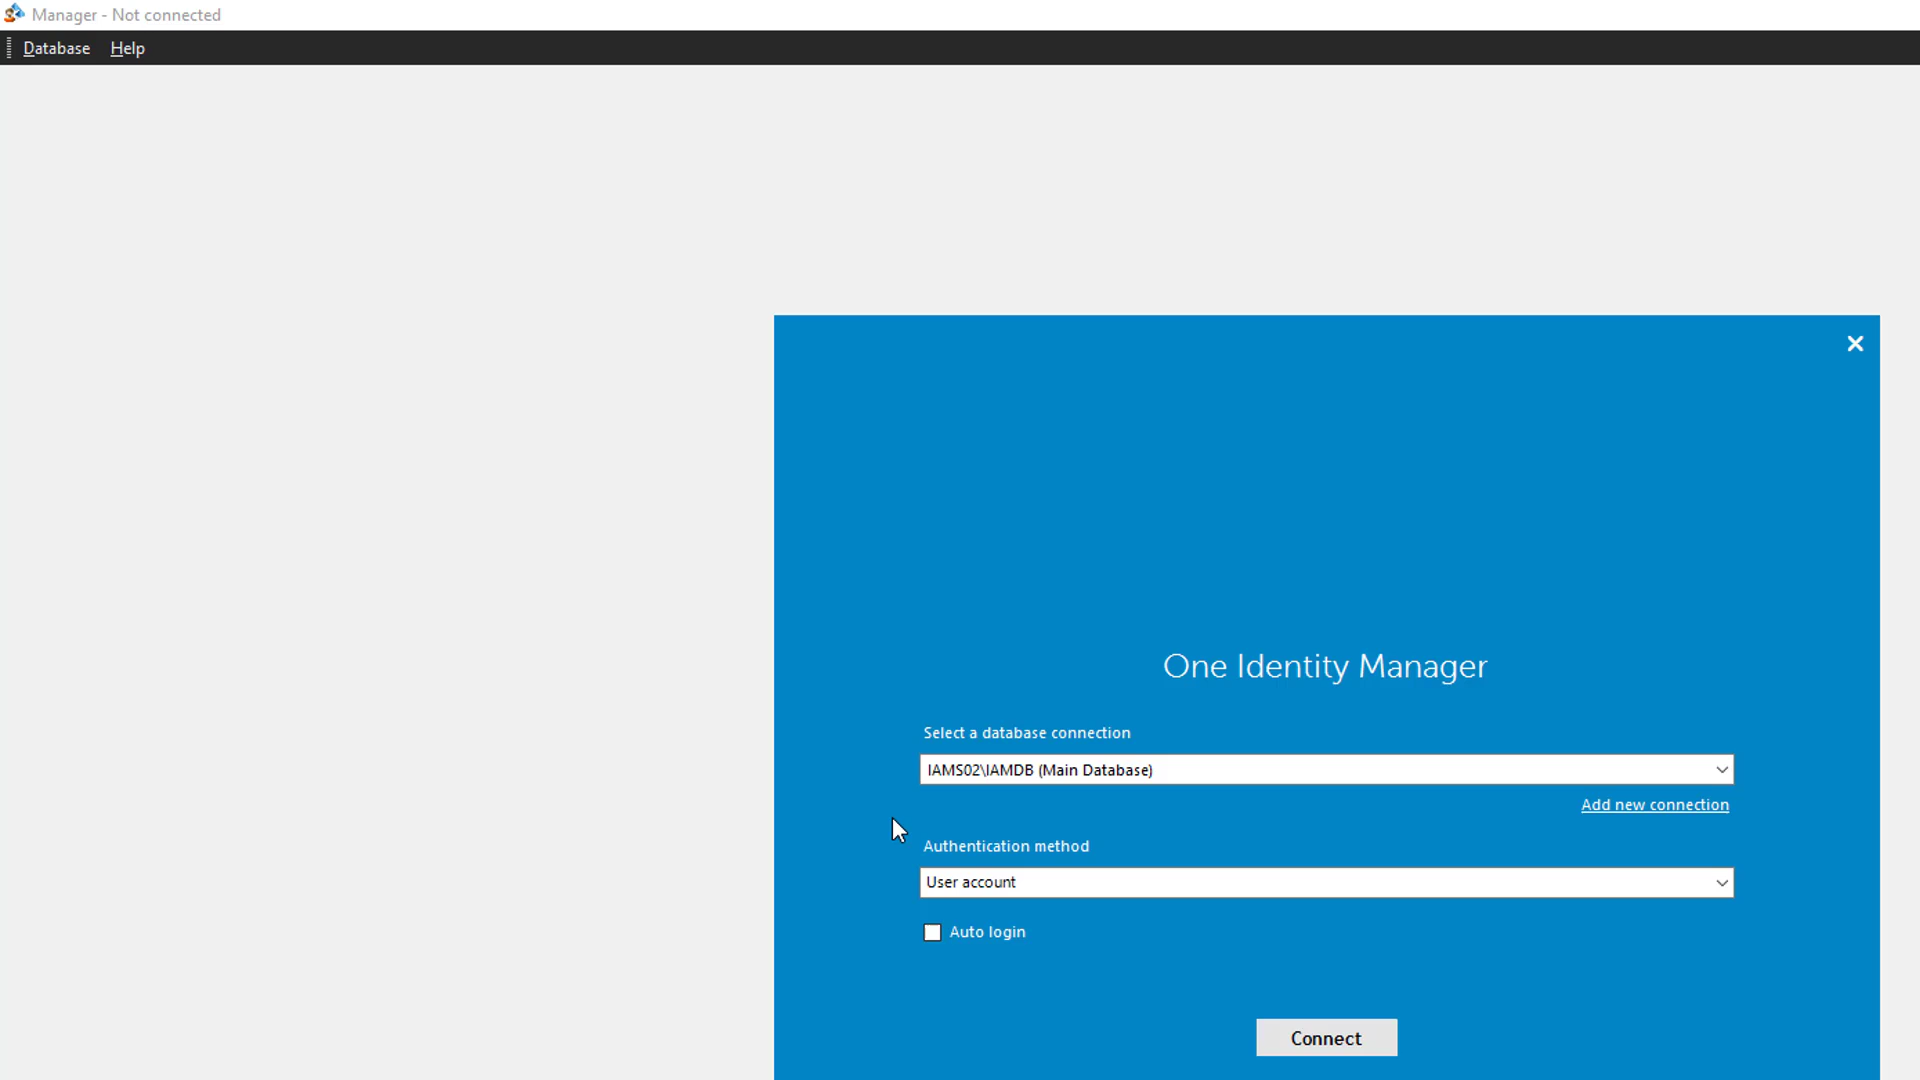 Manager - Not connected
Database Help
One Identity Manager
Select a database connection
IAMS02\IAMDB (Main Database)
Add new connection
Authentication method
User account
Auto login
Connect